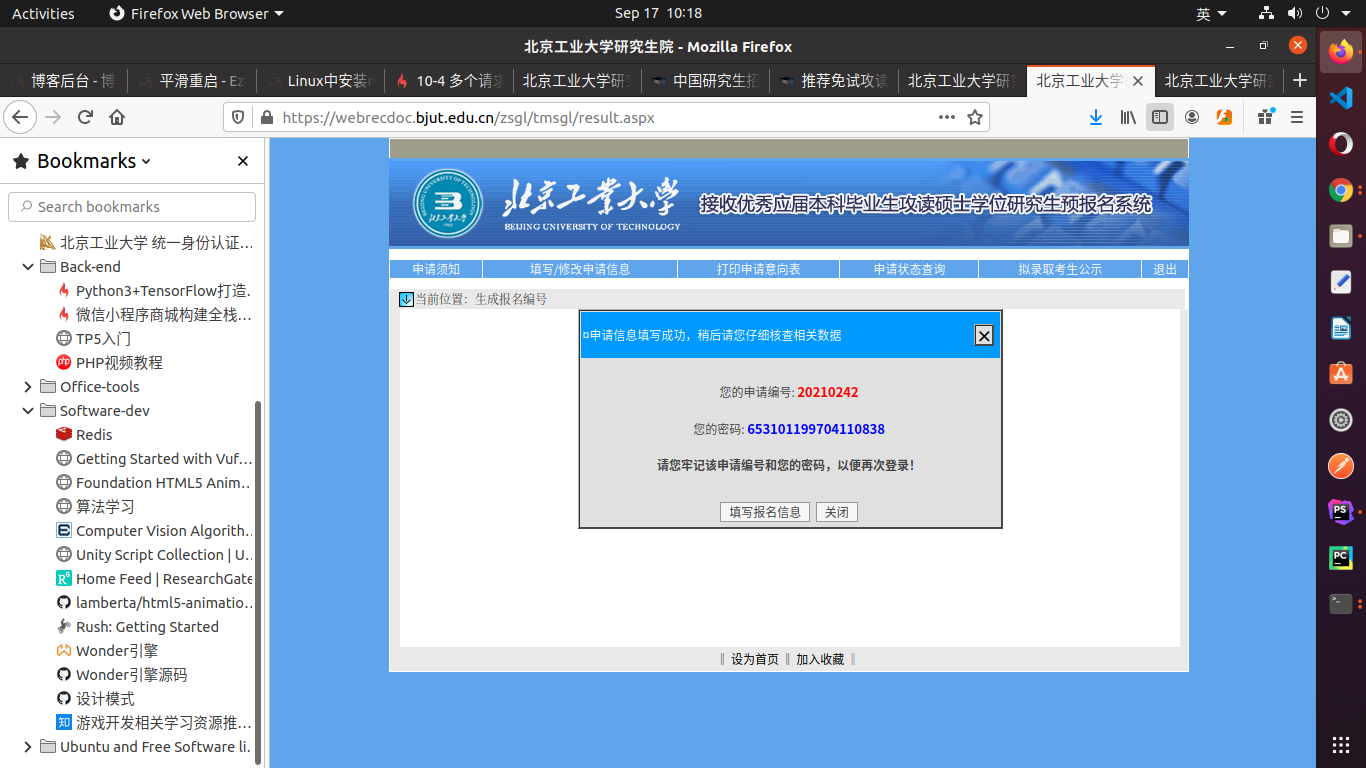 Activities
Firefox Web Browser
Sep 17 10:18
英
北京工业大学研究生院 - Mozilla Firefox
博客后台 - 博
平滑重启 - Ez
Linux中安装n
10-4 多个请求
北京工业大学研究
中国研究生招
推荐免试攻读
北京工业大学研究
北京工业大学
北京工业大学研究
https://webrecdoc.bjut.edu.cn/zsgl/tmsgl/result.aspx
Bookmarks
Search bookmarks
北京工业大学 统一身份认证…
Back-end
Python3+TensorFlow打造…
微信小程序商城构建全栈…
TP5入门
PHP视频教程
Office-tools
Software-dev
Redis
Getting Started with Vuf…
Foundation HTML5 Anim…
算法学习
Computer Vision Algorith…
Unity Script Collection | U…
Home Feed | ResearchGate
lamberta/html5-animatio…
Rush: Getting Started
Wonder引擎
Wonder引擎源码
设计模式
游戏开发相关学习资源推…
Ubuntu and Free Software li…
北京工业大学
BEIJING UNIVERSITY OF TECHNOLOGY
接收优秀应届本科毕业生攻读硕士学位研究生预报名系统
申请须知
填写/修改申请信息
打印申请意向表
申请状态查询
拟录取考生公示
退出
当前位置：生成报名编号
¤申请信息填写成功，稍后请您仔细核查相关数据
您的申请编号: 20210242
您的密码: 653101199704110838
请您牢记该申请编号和您的密码，以便再次登录！
填写报名信息
关闭
‖ 设为首页 ‖ 加入收藏 ‖